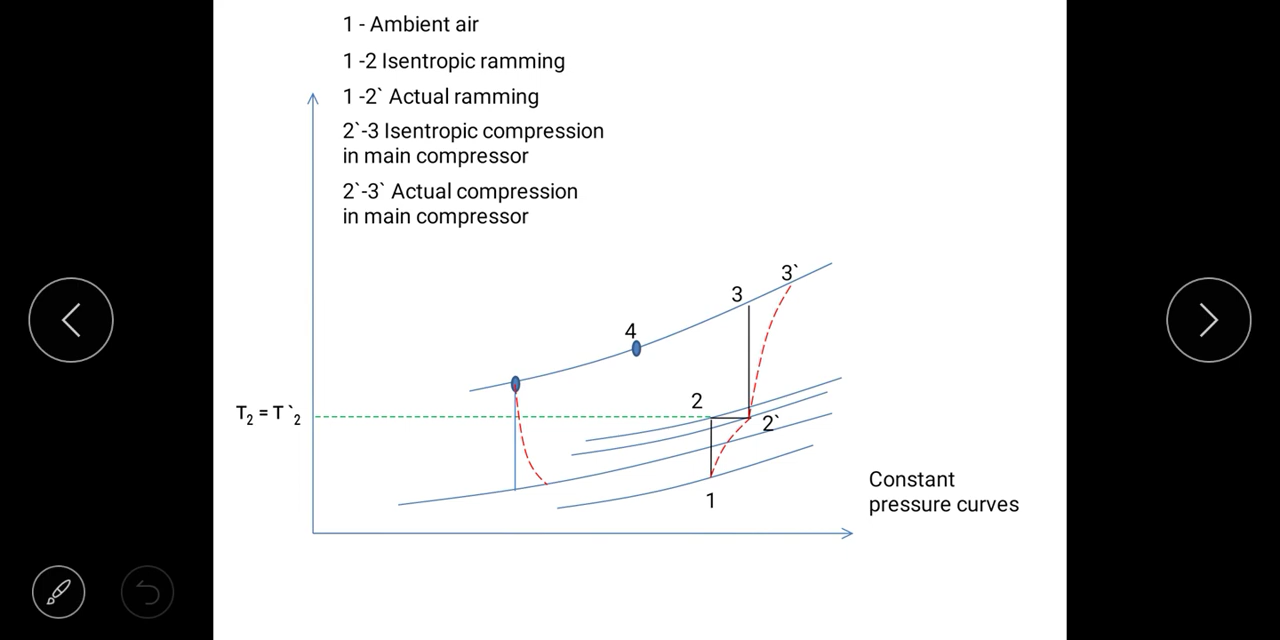 1 - Ambient air
1 -2 Isentropic ramming
1 -2` Actual ramming
2`-3 Isentropic compression
in main compressor
2`-3` Actual compression
in main compressor
3`
3
4
2
T₂ = T`₂
2`
1
Constant
pressure curves